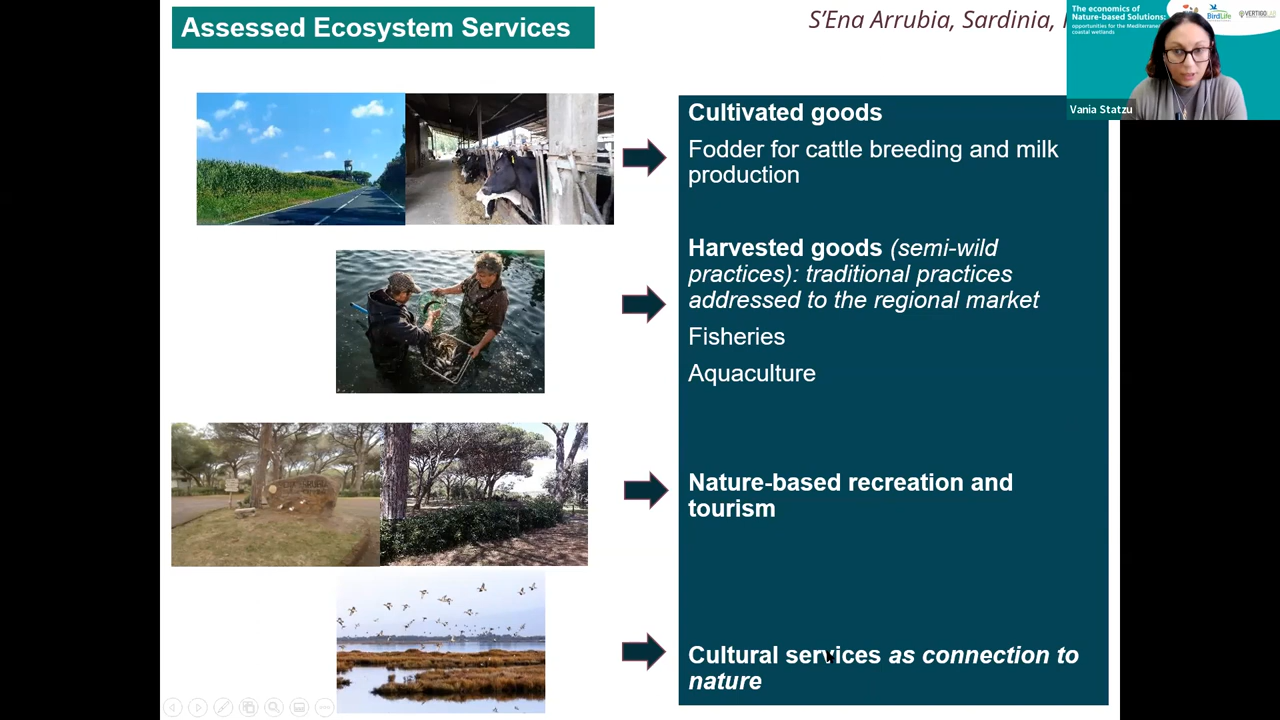 Assessed Ecosystem Services
S'Ena Arrubia, Sardinia,
The economics of
Nature-based Solutions:
opportunities for the Mediterranean
coastal wetlands
BirdLife
VERTIGOLAB
Vania Statzu
Cultivated goods
Fodder for cattle breeding and milk
production
Harvested goods (semi-wild
practices): traditional practices
addressed to the regional market
Fisheries
Aquaculture
Nature-based recreation and
tourism
Cultural services as connection to
nature